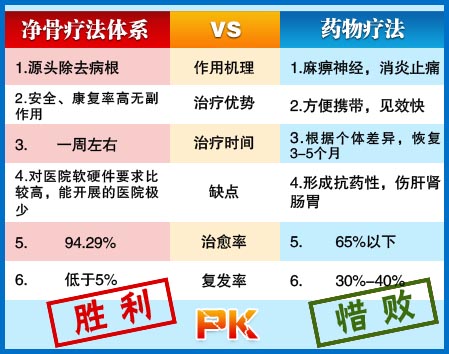 净骨疗法体系 VS 药物疗法
1.源头除去病根 作用机理 1.麻痹神经，消炎止痛
2.安全、康复率高无副
作用
治疗优势
2.方便携带，见效快
3. 一周左右
治疗时间
3.根据个体差异，恢复
3-5个月
4.对医院软硬件要求比
较高，能开展的医院极
少
缺点
4.形成抗药性，伤肝肾
肠胃
5. 94.29% 治愈率 5. 65%以下
6. 低于5% 复发率 6. 30%-40%
胜利 PK 惜败